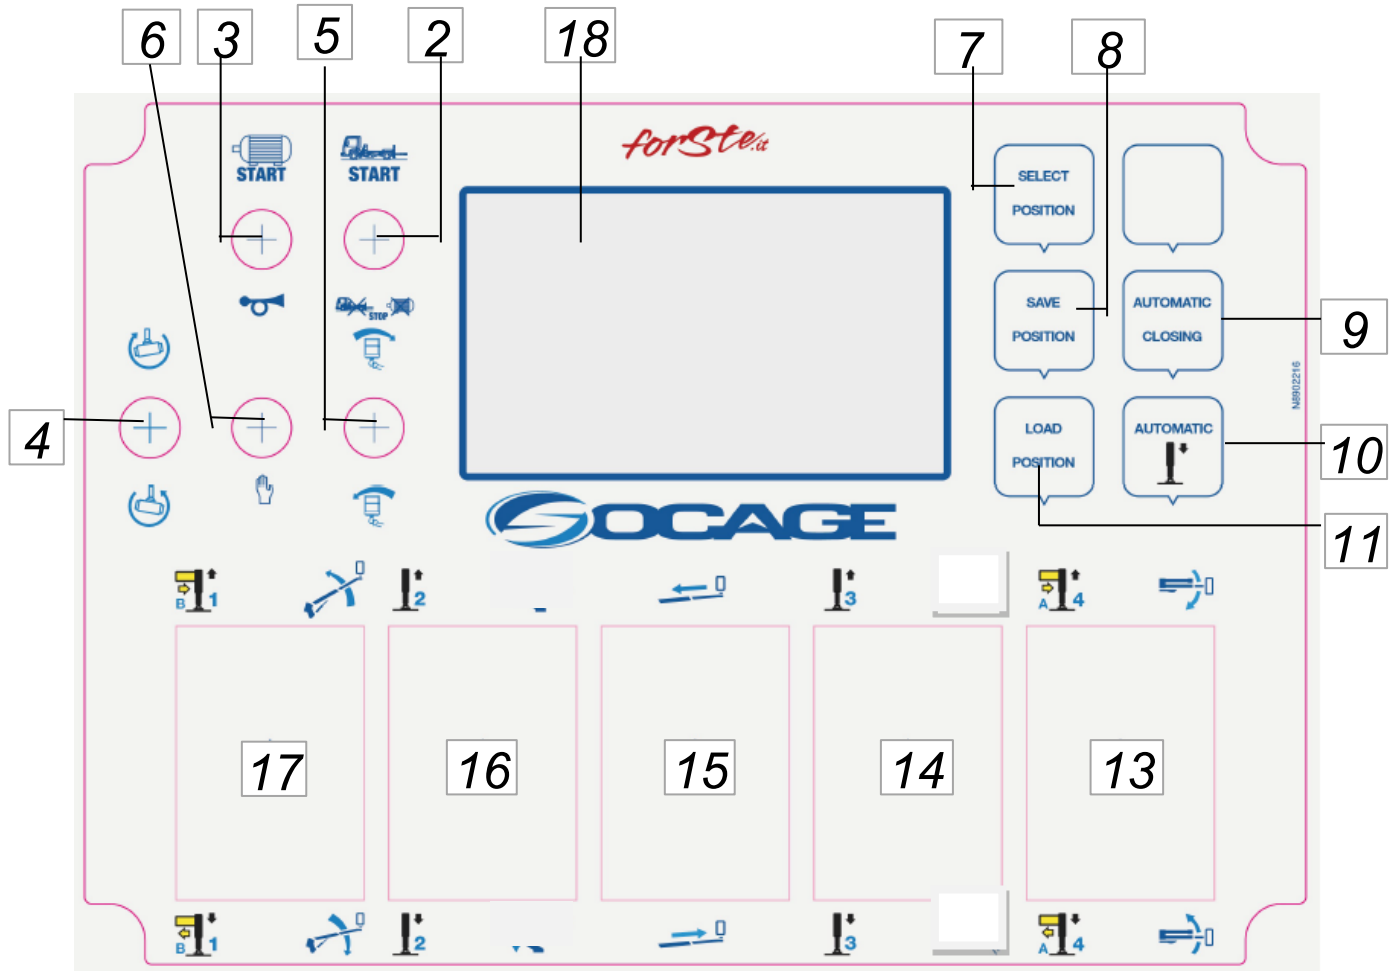 6
3
5
2
18
7
8
START
START
forSte.it
SELECT
POSITION
STOP
SAVE
POSITION
AUTOMATIC
CLOSING
9
N8902216
4
LOAD
POSITION
AUTOMATIC
10
SOCAGE
11
B 1
2
3
A 4
17
16
15
14
13
B 1
2
3
A 4